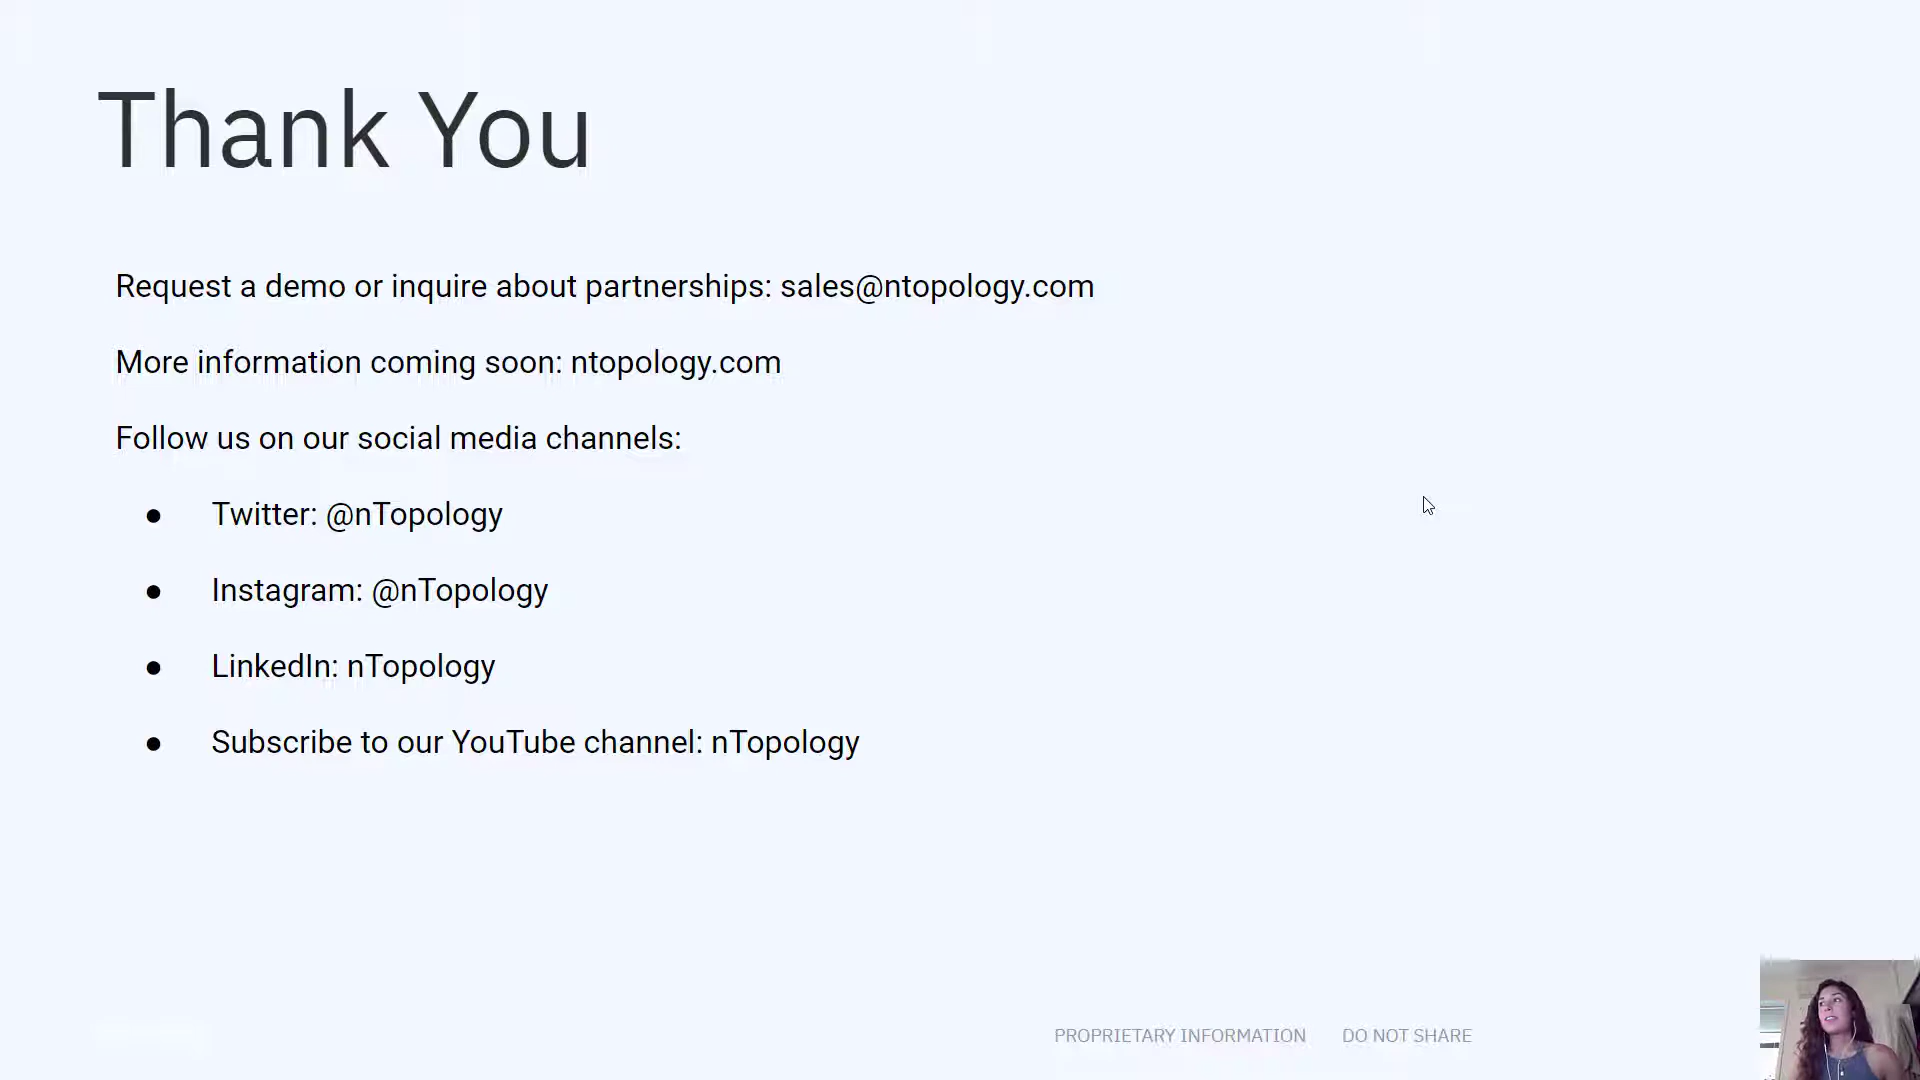 Thank You
Request a demo or inquire about partnerships: sales@ntopology.com
More information coming soon: ntopology.com
Follow us on our social media channels:
● Twitter: @nTopology
● Instagram: @nTopology
● LinkedIn: nTopology
● Subscribe to our YouTube channel: nTopology
PROPRIETARY INFORMATION DO NOT SHARE